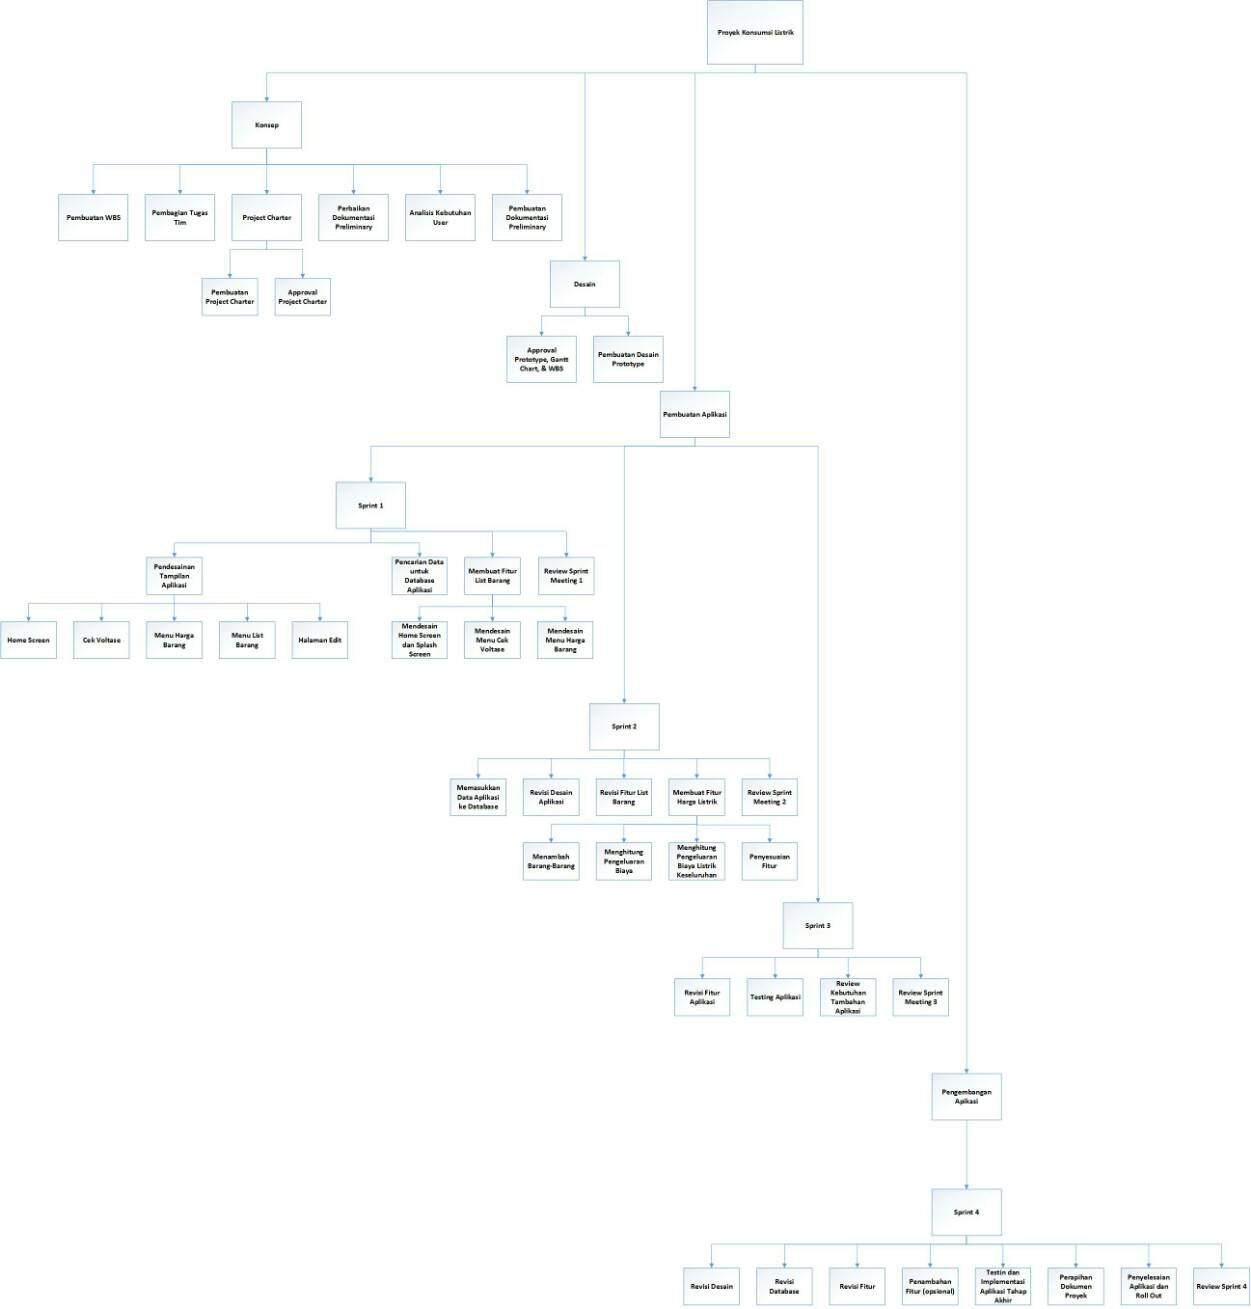 Proyek Konsumsi Listrik
Konsep
Pembuatan WBS
Pembagian Tugas
Tim
Project Charter
Perbaikan
Dokumentasi
Preliminary
Analisis Kebutuhan
User
Pembuatan
Dokumentasi
Preliminary
Pembuatan
Project Charter
Approval
Project Charter
Desain
Approval
Prototype, Gantt
Chart, & WBS
Pembuatan Desain
Prototype
Pembuatan Aplikasi
Sprint 1
Pendesainan
Tampilan
Aplikasi
Pencarian Data
untuk
Database
Aplikasi
Membuat Fitur
List Barang
Review Sprint
Meeting 1
Home Screen
Cek Voltase
Menu Harga
Barang
Menu List
Barang
Halaman Edit
Mendesain
Home Screen
dan Splash
Screen
Mendesain
Menu Cek
Voltase
Mendesain
Menu Harga
Barang
Sprint 2
Memasukkan
Data Aplikasi
ke Database
Revisi Desain
Aplikasi
Revisi Fitur List
Barang
Membuat Fitur
Harga Listrik
Review Sprint
Meeting 2
Menambah
Barang-Barang
Menghitung
Pengeluaran
Biaya
Menghitung
Pengeluaran
Biaya Listrik
Keseluruhan
Penyesuaian
Fitur
Sprint 3
Revisi Fitur
Aplikasi
Testing Aplikasi
Review
Kebutuhan
Tambahan
Aplikasi
Review Sprint
Meeting 3
Pengembangan
Aplkasi
Sprint 4
Revisi Desain
Revisi
Database
Revisi Fitur
Penambahan
Fitur (opsional)
Testin dan
Implementasi
Aplikasi Tahap
Akhir
Perapihan
Dokumen
Proyek
Penyelesaian
Aplikasi dan
Roll Out
Review Sprint 4